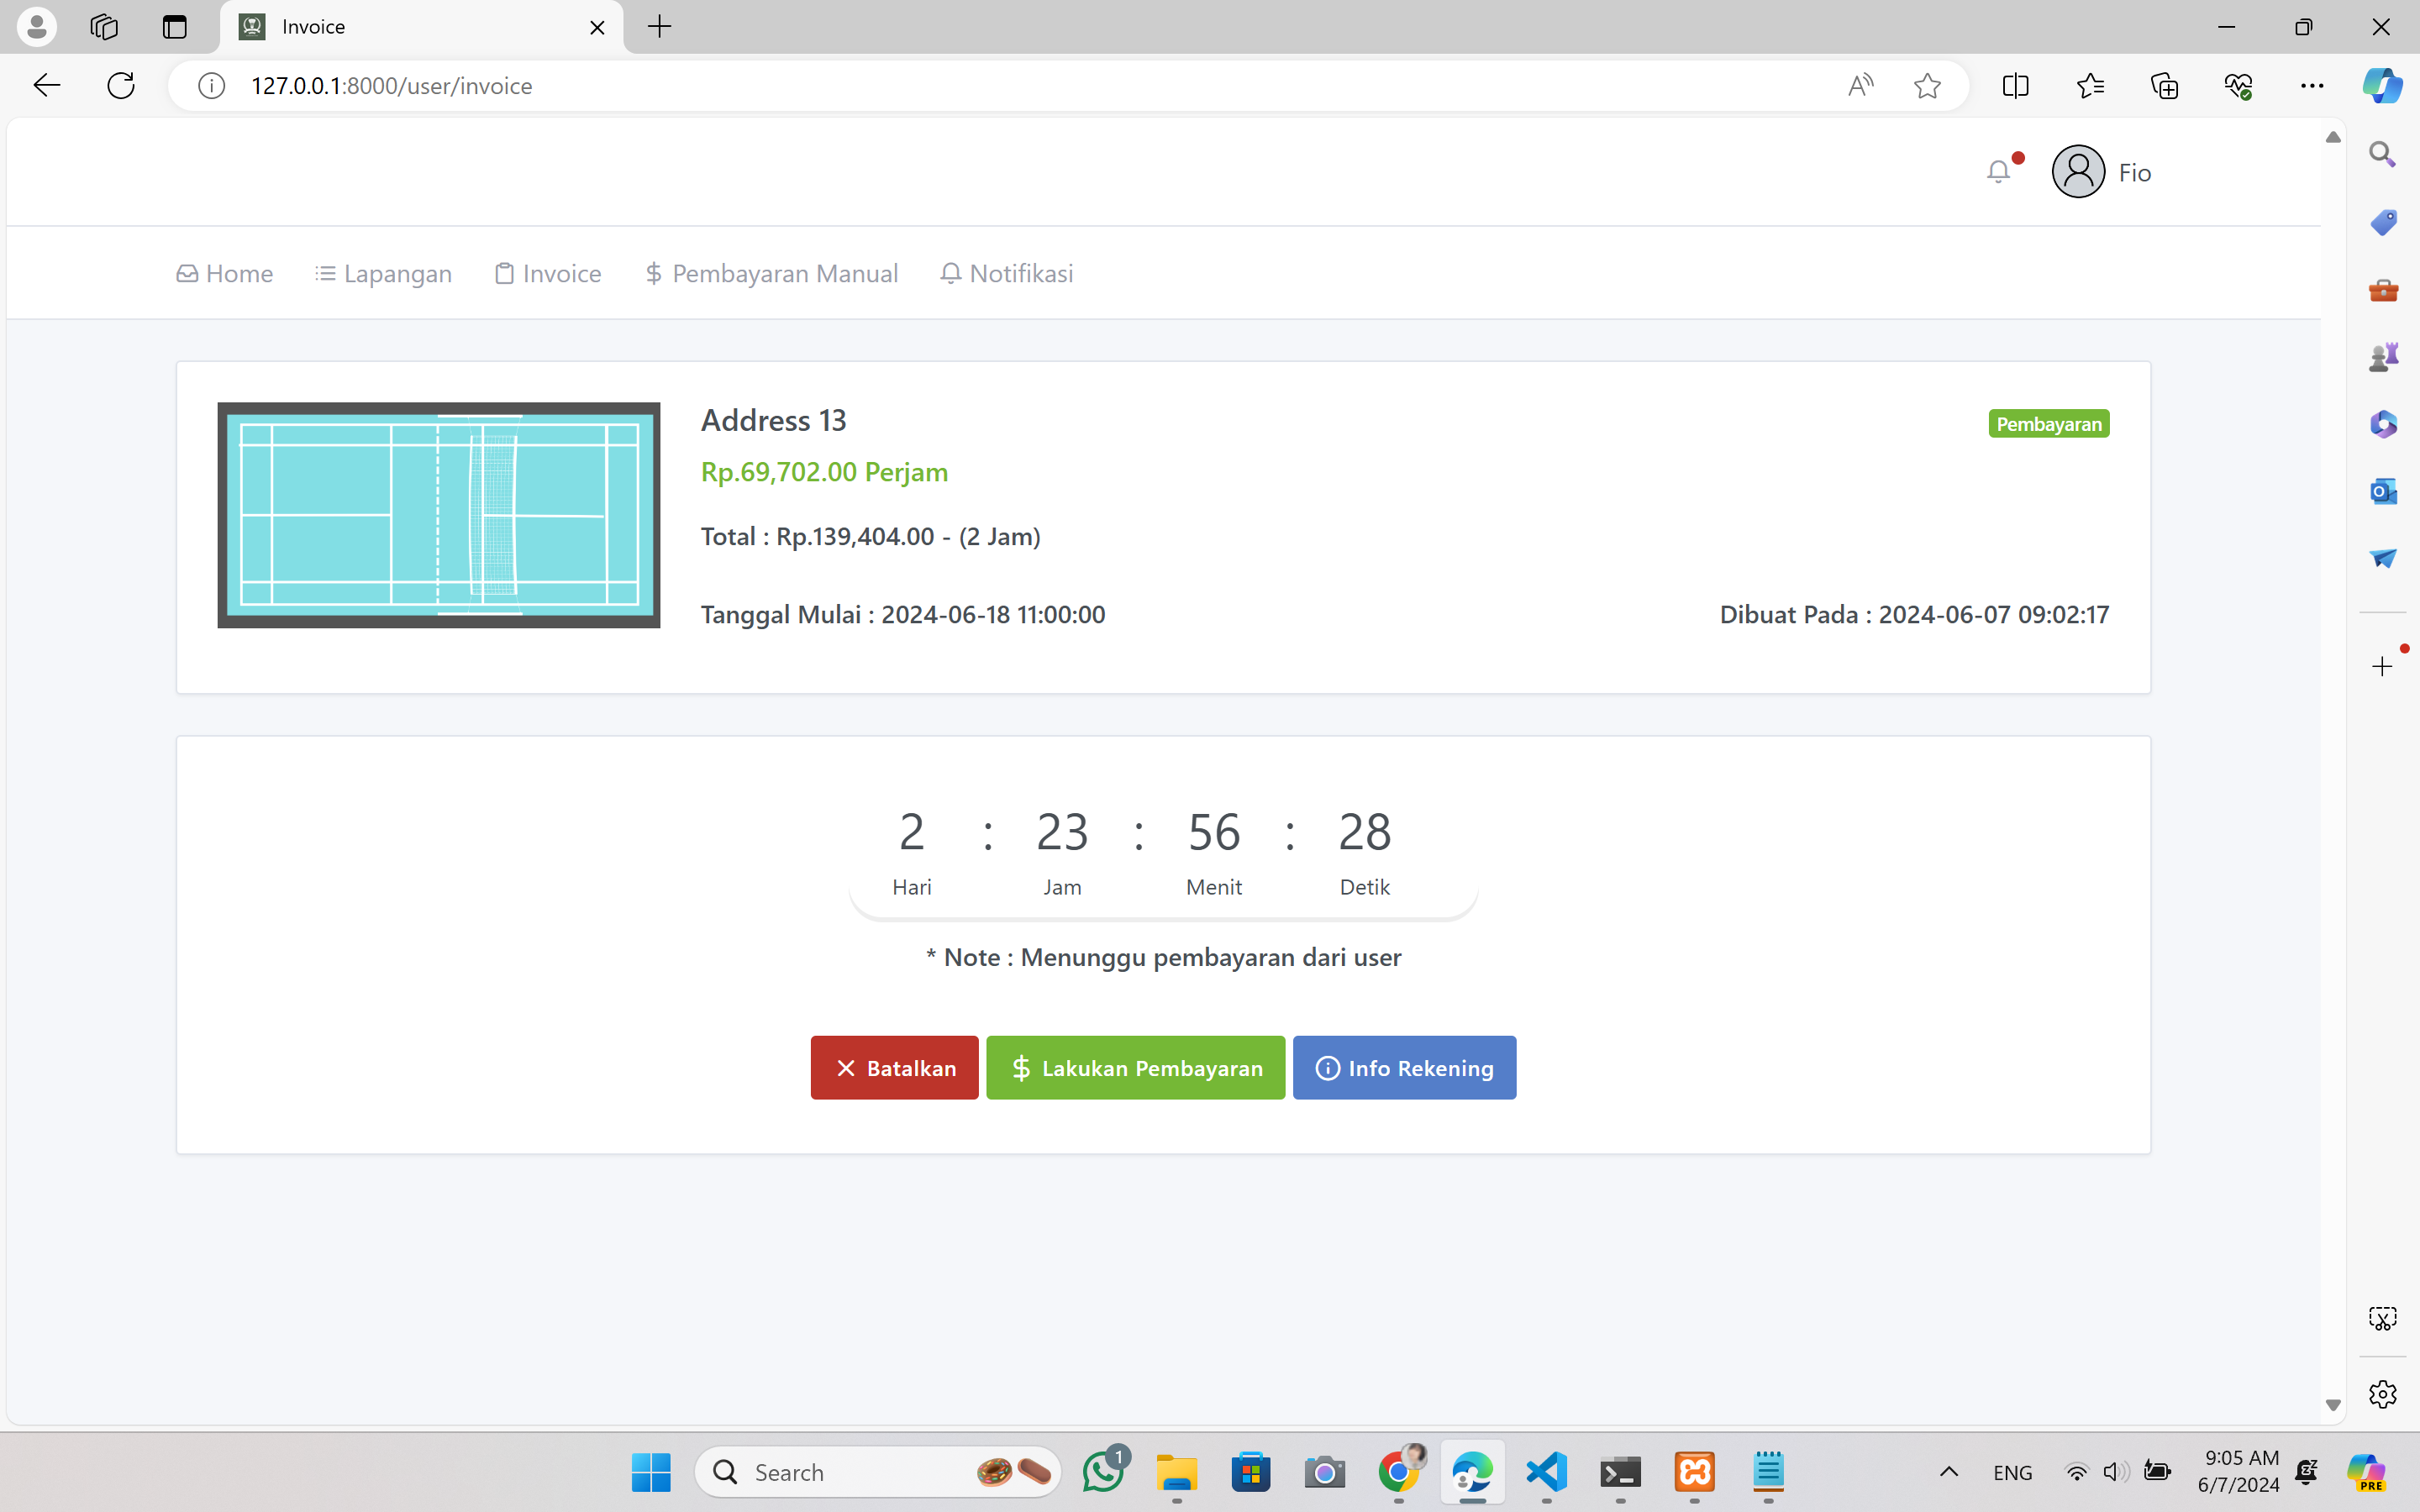 Invoice
127.0.0.1:8000/user/invoice
Fio
Home Lapangan Invoice Pembayaran Manual Notifikasi
Address 13
Pembayaran
Rp.69,702.00 Perjam
Total : Rp.139,404.00 - (2 Jam)
Tanggal Mulai : 2024-06-18 11:00:00
Dibuat Pada : 2024-06-07 09:02:17
2 : 23 : 56 : 28
Hari Jam Menit Detik
* Note : Menunggu pembayaran dari user
Batalkan
$ Lakukan Pembayaran
Info Rekening
Search
1
ENG
9:05 AM
6/7/2024
PRE